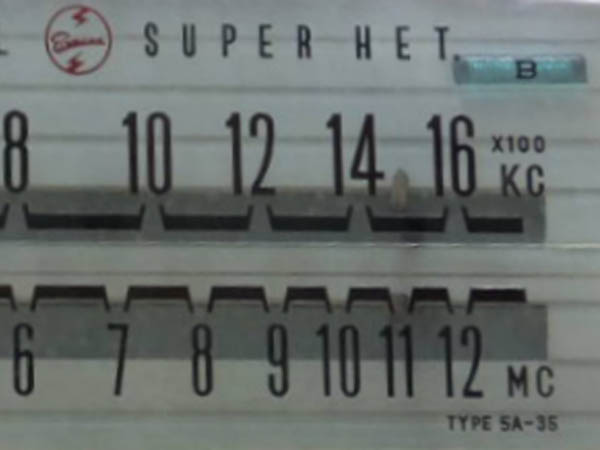 SUPER HET.
B
8 10 12 14 16 X100 KC
6 7 8 9 10 11 12 MC
TYPE 5A-35